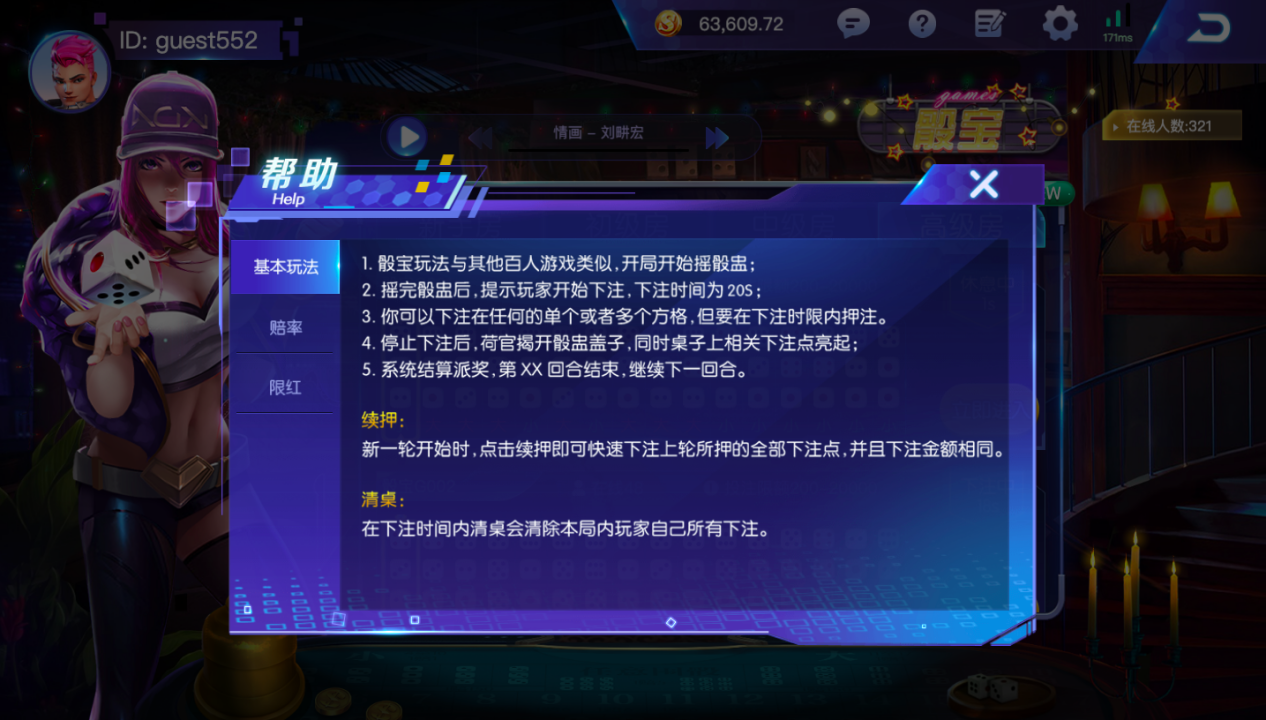 ID: guest552
63,609.72
171ms
情画 – 刘畊宏
games
骰宝
在线人数:321
帮助
Help
W
高级房
基本玩法
赔率
限红
1. 骰宝玩法与其他百人游戏类似,开局开始摇骰盅；
2. 摇完骰盅后,提示玩家开始下注,下注时间为20S；
3. 你可以下注在任何的单个或者多个方格,但要在下注时限内押注。
4. 停止下注后,荷官揭开骰盅盖子,同时桌子上相关下注点亮起；
5. 系统结算派奖,第 XX 回合结束,继续下一回合。
续押：
新一轮开始时,点击续押即可快速下注上轮所押的全部下注点,并且下注金额相同。
清桌：
在下注时间内清桌会清除本局内玩家自己所有下注。